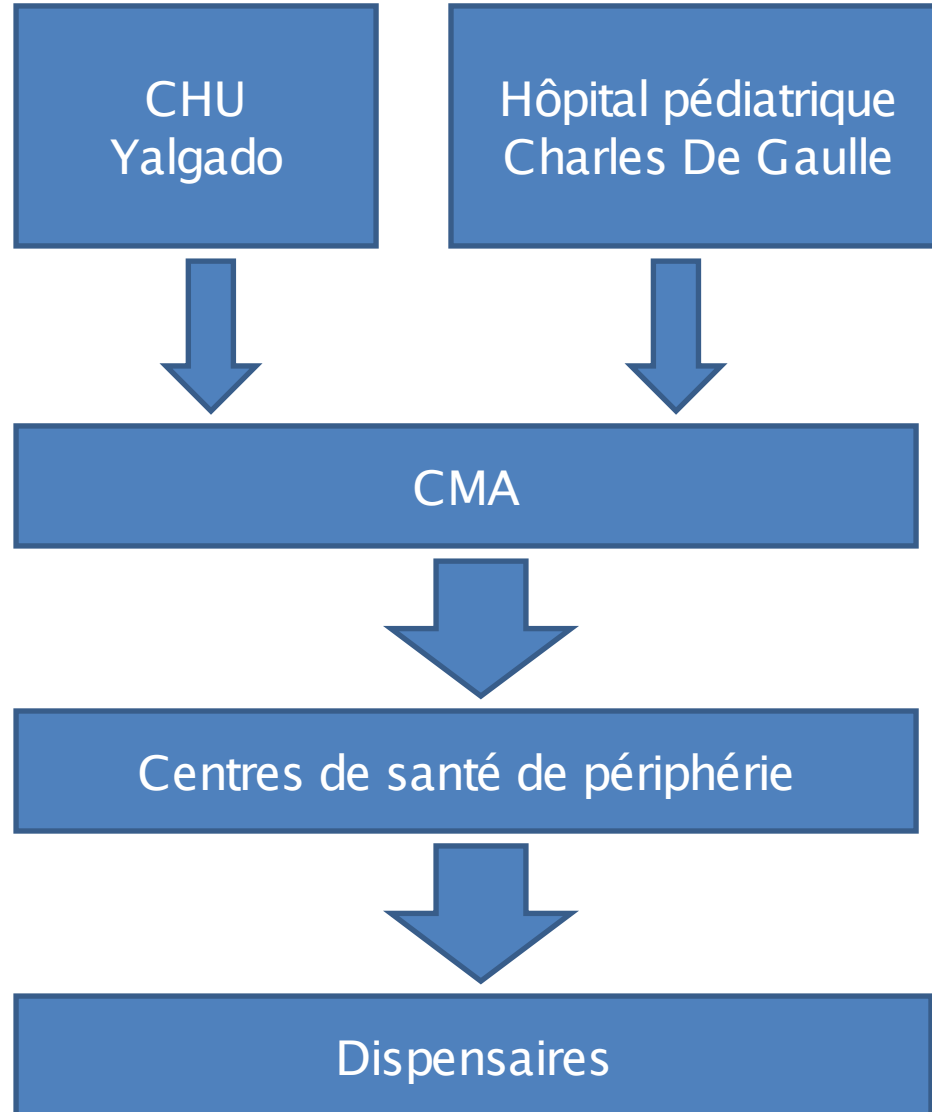 CHU
Yalgado
Hôpital pédiatrique
Charles De Gaulle
CMA
Centres de santé de périphérie
Dispensaires